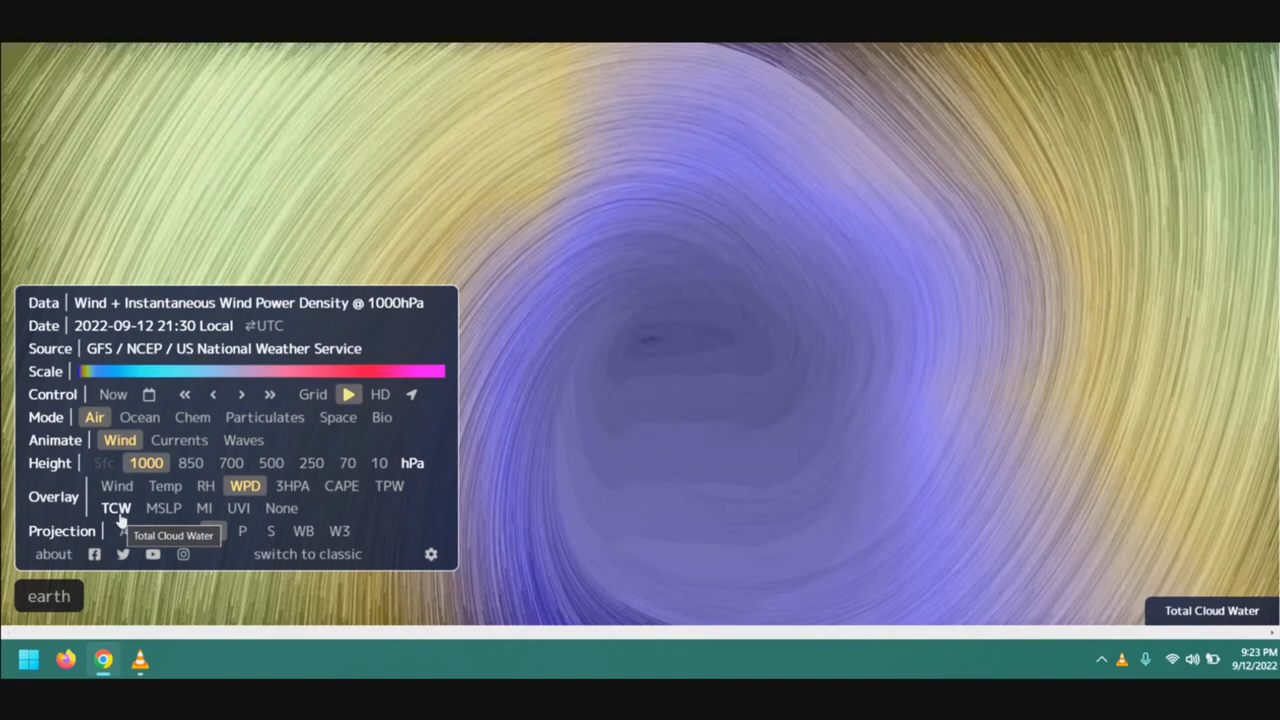 Data | Wind + Instantaneous Wind Power Density @ 1000hPa
Date | 2022-09-12 21:30 Local ⇄UTC
Source | GFS / NCEP / US National Weather Service
Scale |
Control | Now « ‹ › » Grid HD
Mode | Air Ocean Chem Particulates Space Bio
Animate | Wind Currents Waves
Height | Sfc 1000 850 700 500 250 70 10 hPa
Overlay | Wind Temp RH WPD 3HPA CAPE TPW
TCW MSLP MI UVI None
Projection | A P S WB W3
Total Cloud Water
about switch to classic
earth
Total Cloud Water
9:23 PM
9/12/2022